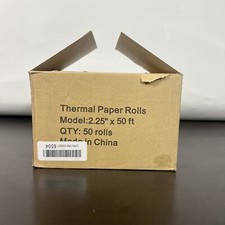 Thermal Paper Rolls
Model:2.25" x 50 ft
QTY: 50 rolls
Made in China